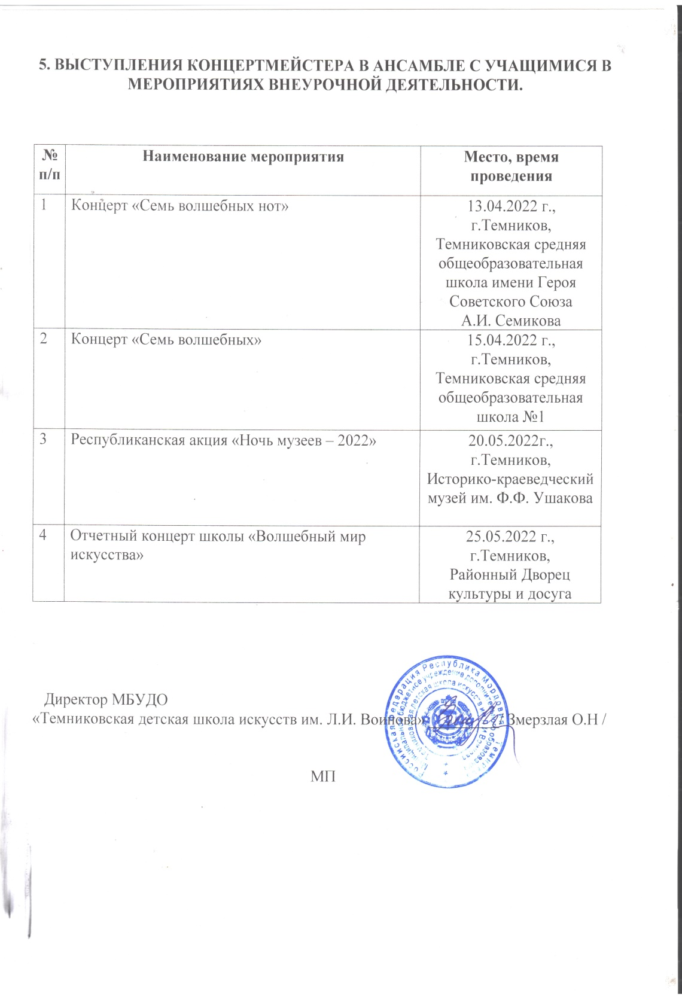 5. ВЫСТУПЛЕНИЯ КОНЦЕРТМЕЙСТЕРА В АНСАМБЛЕ С УЧАЩИМИСЯ В
МЕРОПРИЯТИЯХ ВНЕУРОЧНОЙ ДЕЯТЕЛЬНОСТИ.
№
п/п
Наименование мероприятия
Место, время
проведения
1
Концерт «Семь волшебных нот»
13.04.2022 г.,
г.Темников,
Темниковская средняя
общеобразовательная
школа имени Героя
Советского Союза
А.И. Семикова
2
Концерт «Семь волшебных»
15.04.2022 г.,
г.Темников,
Темниковская средняя
общеобразовательная
школа №1
3
Республиканская акция «Ночь музеев – 2022»
20.05.2022г.,
г.Темников,
Историко-краеведческий
музей им. Ф.Ф. Ушакова
4
Отчетный концерт школы «Волшебный мир
искусства»
25.05.2022 г.,
г.Темников,
Районный Дворец
культуры и досуга
Директор МБУДО
«Темниковская детская школа искусств им. Л.И. Воинова» / Змерзлая О.Н /
МП
Российская Федерация Республика Мордовия